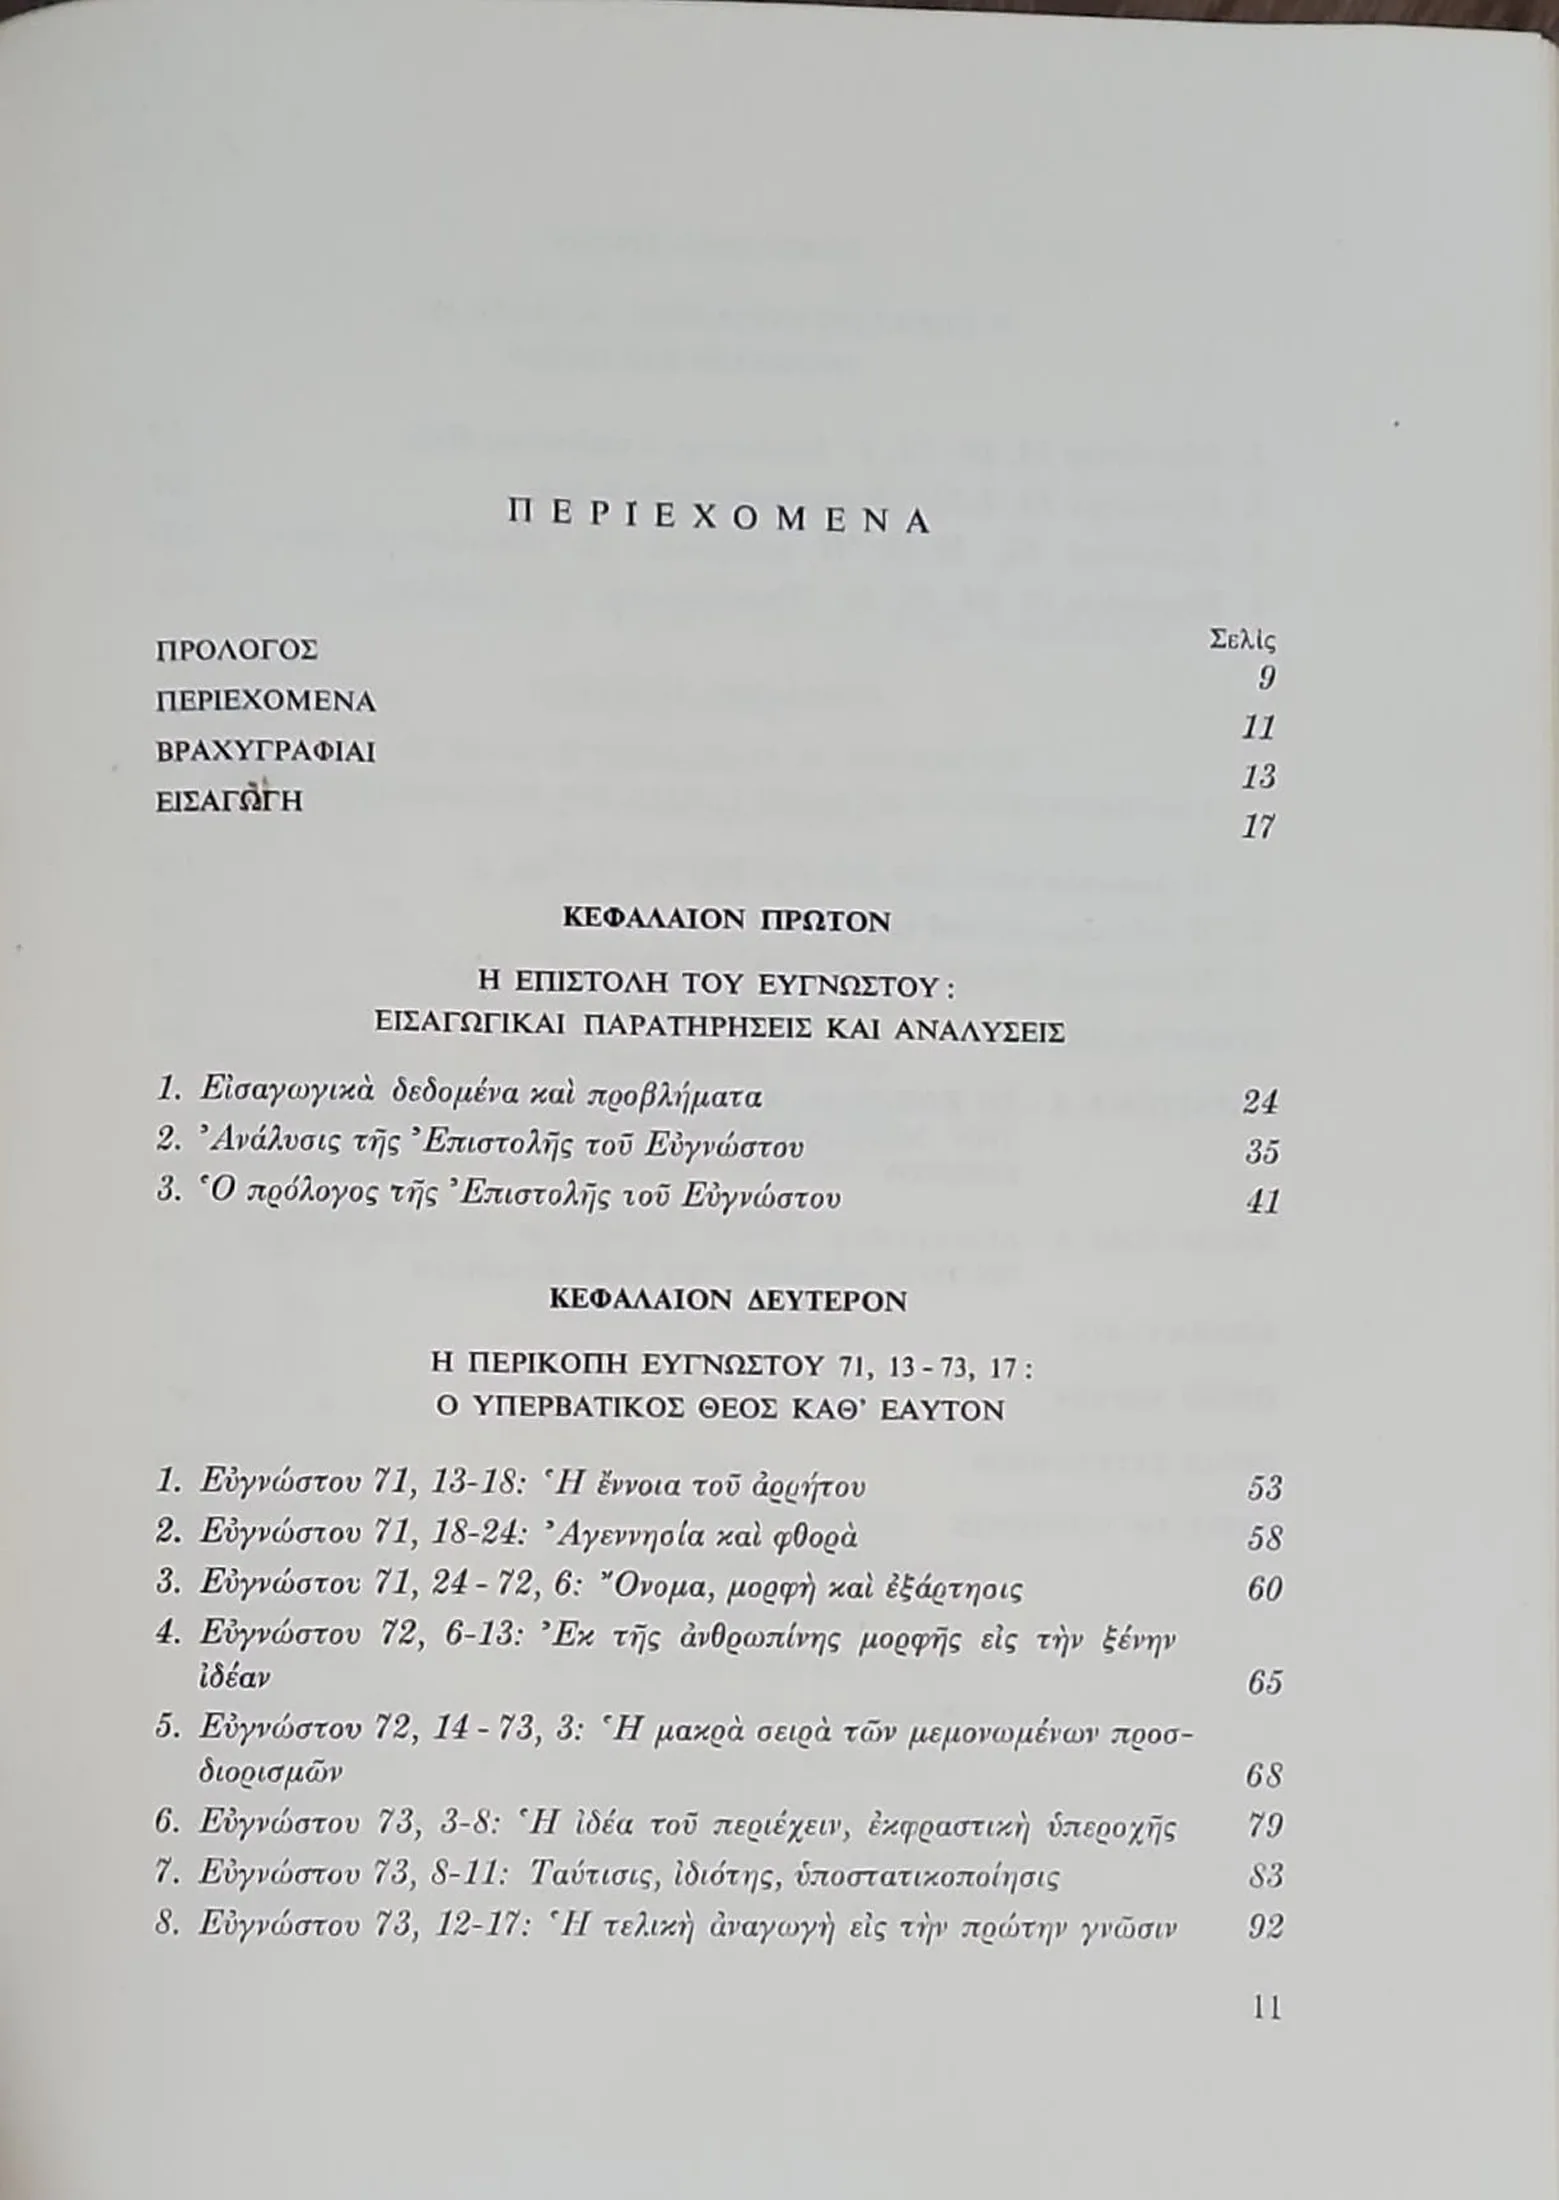 ΠΕΡΙΕΧΟΜΕΝΑ
Σελίς
ΠΡΟΛΟΓΟΣ 9
ΠΕΡΙΕΧΟΜΕΝΑ 11
ΒΡΑΧΥΓΡΑΦΙΑΙ 13
ΕΙΣΑΓΩΓΗ 17
ΚΕΦΑΛΑΙΟΝ ΠΡΩΤΟΝ
Η ΕΠΙΣΤΟΛΗ ΤΟΥ ΕΥΓΝΩΣΤΟΥ :
ΕΙΣΑΓΩΓΙΚΑΙ ΠΑΡΑΤΗΡΗΣΕΙΣ ΚΑΙ ΑΝΑΛΥΣΕΙΣ
1. Εἰσαγωγικὰ δεδομένα καὶ προβλήματα 24
2. Ἀνάλυσις τῆς Ἐπιστολῆς τοῦ Εὐγνώστου 35
3. Ὁ πρόλογος τῆς Ἐπιστολῆς τοῦ Εὐγνώστου 41
ΚΕΦΑΛΑΙΟΝ ΔΕΥΤΕΡΟΝ
Η ΠΕΡΙΚΟΠΗ ΕΥΓΝΩΣΤΟΥ 71, 13 - 73, 17 :
Ο ΥΠΕΡΒΑΤΙΚΟΣ ΘΕΟΣ ΚΑΘ’ ΕΑΥΤΟΝ
1. Εὐγνώστου 71, 13-18: Ἡ ἔννοια τοῦ ἀρρήτου 53
2. Εὐγνώστου 71, 18-24: Ἀγεννησία καὶ φθορὰ 58
3. Εὐγνώστου 71, 24 - 72, 6: Ὄνομα, μορφὴ καὶ ἐξάρτησις 60
4. Εὐγνώστου 72, 6-13: Ἐκ τῆς ἀνθρωπίνης μορφῆς εἰς τὴν ξένην
ἰδέαν 65
5. Εὐγνώστου 72, 14 - 73, 3: Ἡ μακρὰ σειρὰ τῶν μεμονωμένων προσ-
διορισμῶν 68
6. Εὐγνώστου 73, 3-8: Ἡ ἰδέα τοῦ περιέχειν, ἐκφραστικὴ ὑπεροχῆς 79
7. Εὐγνώστου 73, 8-11: Ταύτισις, ἰδιότης, ὑποστατικοποίησις 83
8. Εὐγνώστου 73, 12-17: Ἡ τελικὴ ἀναγωγὴ εἰς τὴν πρώτην γνῶσιν 92
11